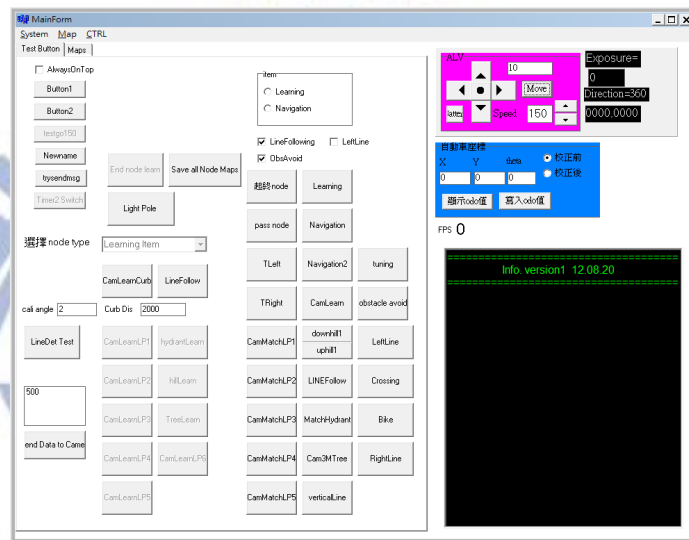 MainForm
System Map CTRL
Test Button Maps
AlwaysOnTop
Button1
Button2
testgo150
Newname
tysendmsg
Timer2 Switch
End node learn
Save all Node Maps
Light Pole
item
Learning
Navigation
LineFollowing LeftLine
ObsAvoid
起終node Learning
pass node Navigation
選擇 node type Learning Item
TLeft Navigation2 tuning
CamLearnCurb LineFollow
TRight CamLearn obstacle avoid
cali angle 2 Curb Dis 2000
LineDet Test CamLearnLP1 hydrantLearn
CamMatchLP1 downhill1 LeftLine
uphill1
CamLearnLP2 hillLearn
CamMatchLP2 LINEFollow Crossing
500
CamLearnLP3 TreeLearn
CamMatchLP3 MatchHydrant Bike
end Data to Came
CamLearnLP4 CamLearnLP6
CamMatchLP4 Cam3MTree RightLine
CamLearnLP5
CamMatchLP5 verticalLine
ALV
10
Move
Speed 150
Exposure=
0
Direction=360
0000,0000
自動車座標
X Y theta
0 0 0
校正前
校正後
顯示odo值 寫入odo值
FPS 0
==========================================
Info. version1 12.08.20
==========================================